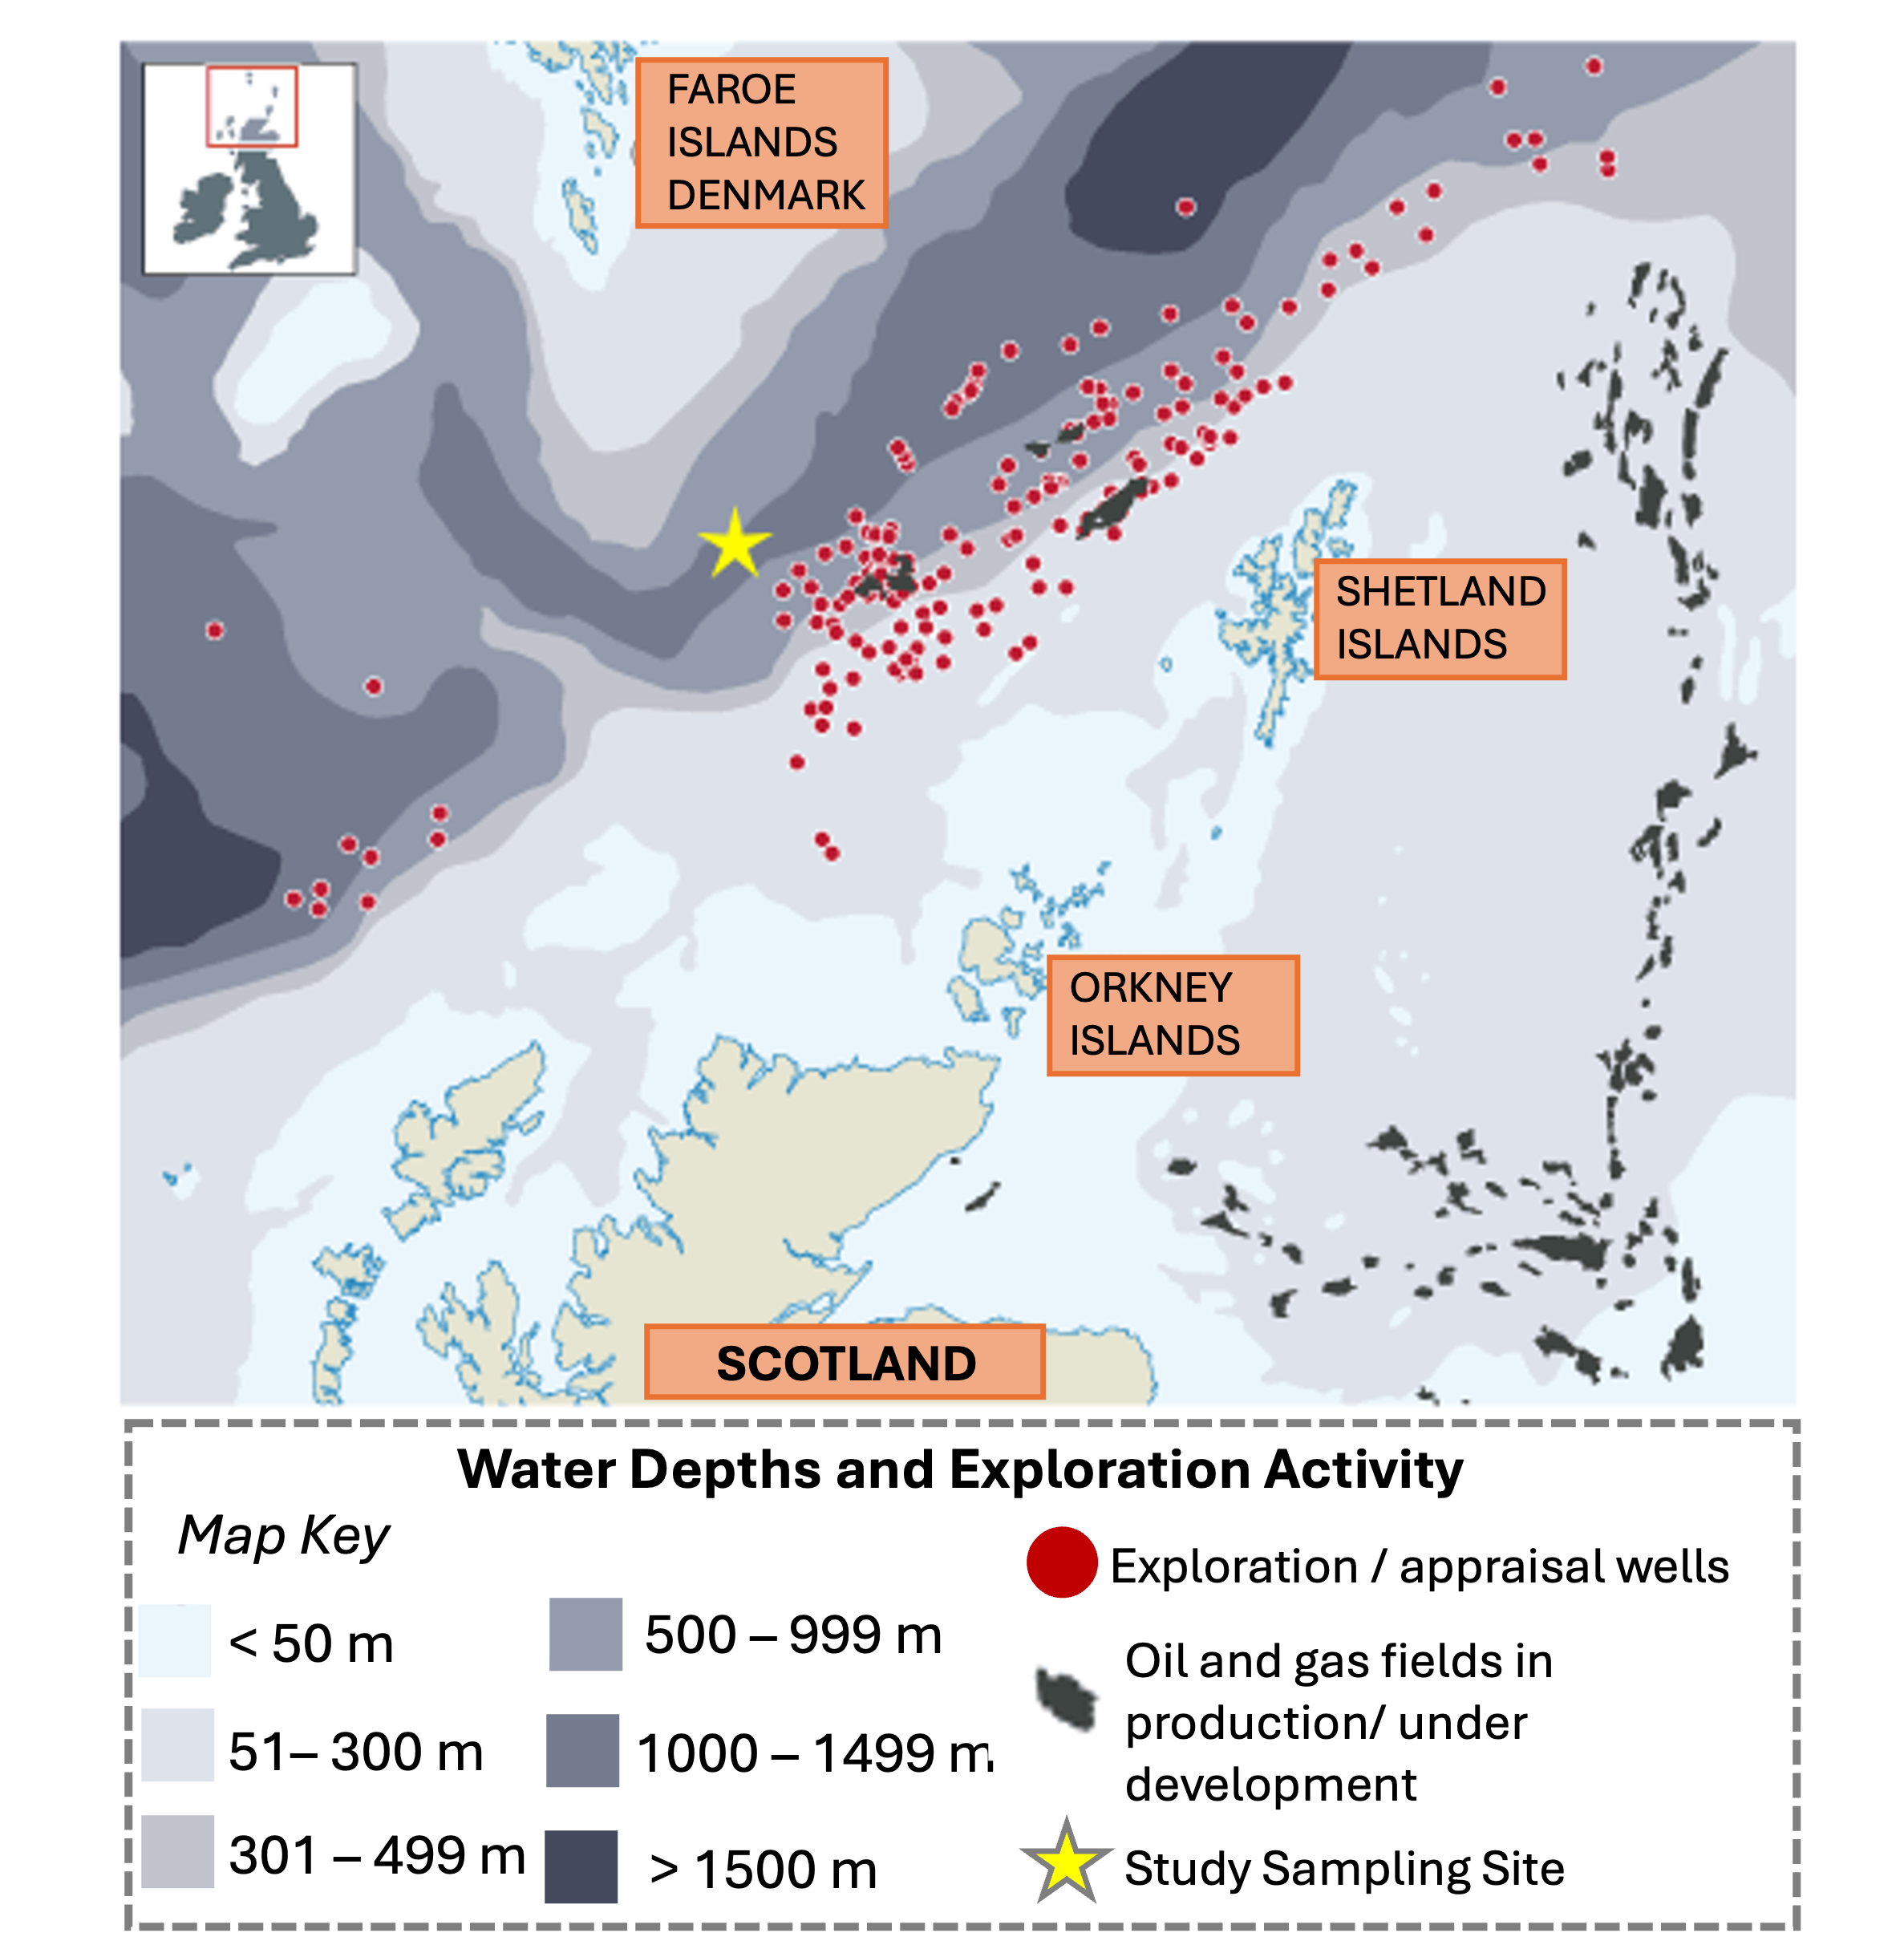 FAROE
ISLANDS
DENMARK
SHETLAND
ISLANDS
ORKNEY
ISLANDS
SCOTLAND
Water Depths and Exploration Activity
Map Key
< 50 m
51– 300 m
301 – 499 m
500 – 999 m
1000 – 1499 m
> 1500 m
Exploration / appraisal wells
Oil and gas fields in
production/ under
development
Study Sampling Site